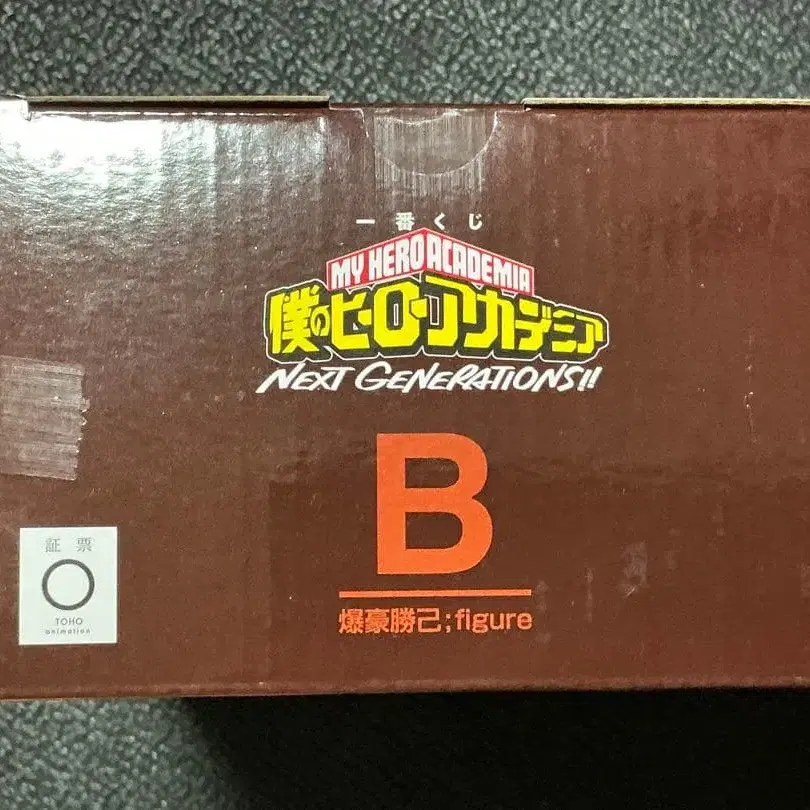 一番くじ
MY HERO ACADEMIA
僕のヒーローアカデミア
NEXT GENERATIONS!!
B
爆豪勝己;figure
証票
TOHO
animation